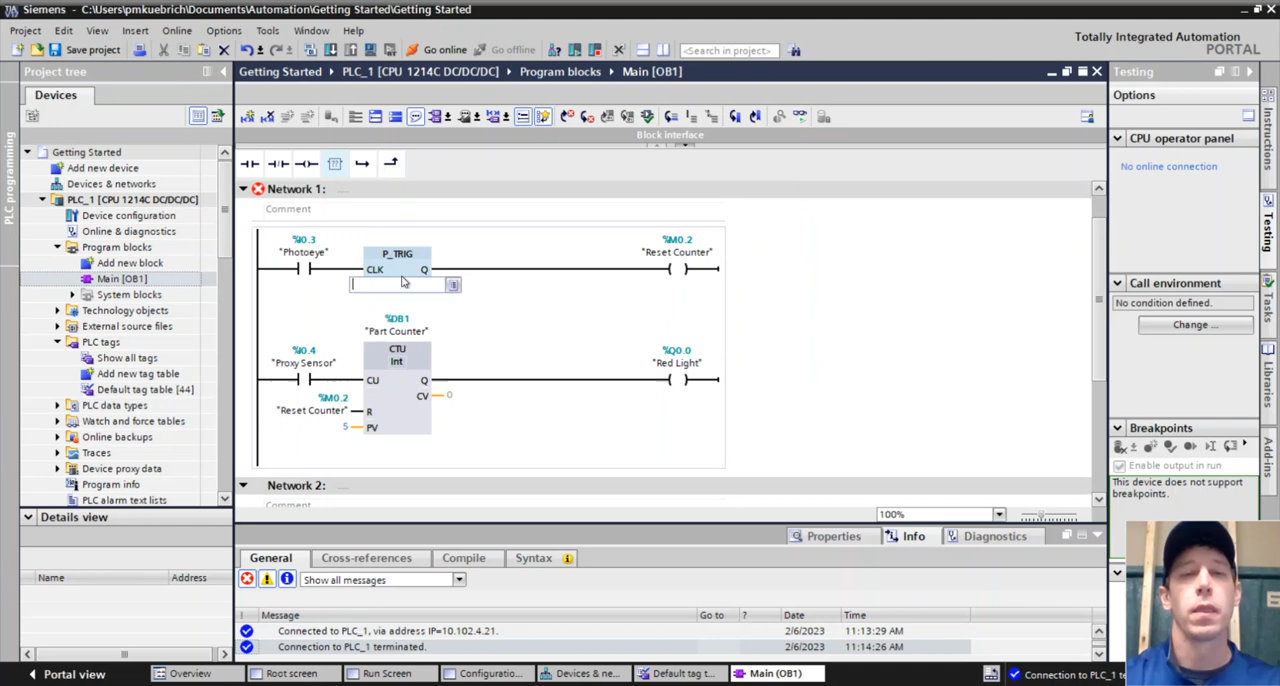 Siemens - C:\Users\pmkuebrich\Documents\Automation\Getting Started\Getting Started
Project Edit View Insert Online Options Tools Window Help
Totally Integrated Automation
PORTAL
Save project Go online Go offline <Search in project>
Project tree
Getting Started PLC_1 [CPU 1214C DC/DC/DC] Program blocks Main [OB1]
Testing
Devices
Options
PLC programming
Block interface
CPU operator panel
No online connection
Getting Started
Add new device
Devices & networks
PLC_1 [CPU 1214C DC/DC/DC]
Device configuration
Online & diagnostics
Program blocks
Add new block
Main [OB1]
System blocks
Technology objects
External source files
PLC tags
Show all tags
Add new tag table
Default tag table [44]
PLC data types
Watch and force tables
Online backups
Traces
Device proxy data
Program info
PLC alarm text lists
Network 1:
Comment
%I0.3
"Photoeye"
P_TRIG
CLK Q
%M0.2
"Reset Counter"
%DB1
"Part Counter"
CTU
Int
%I0.4
"Proxy Sensor"
CU Q
%Q0.0
"Red Light"
CV 0
%M0.2
"Reset Counter" R
5 PV
Network 2:
Comment
100%
Call environment
No condition defined.
Change ...
Breakpoints
Enable output in run
This device does not support
breakpoints.
Instructions
Testing
Tasks
Libraries
Add-ins
Details view
Name Address
Properties Info Diagnostics
General Cross-references Compile Syntax
Show all messages
! Message Go to ? Date Time
Connected to PLC_1, via address IP=10.102.4.21. 2/6/2023 11:13:29 AM
Connection to PLC_1 terminated. 2/6/2023 11:14:26 AM
Portal view Overview Root screen Run Screen Configuratio... Devices & ne... Default tag t... Main (OB1) Connection to PLC_1 t